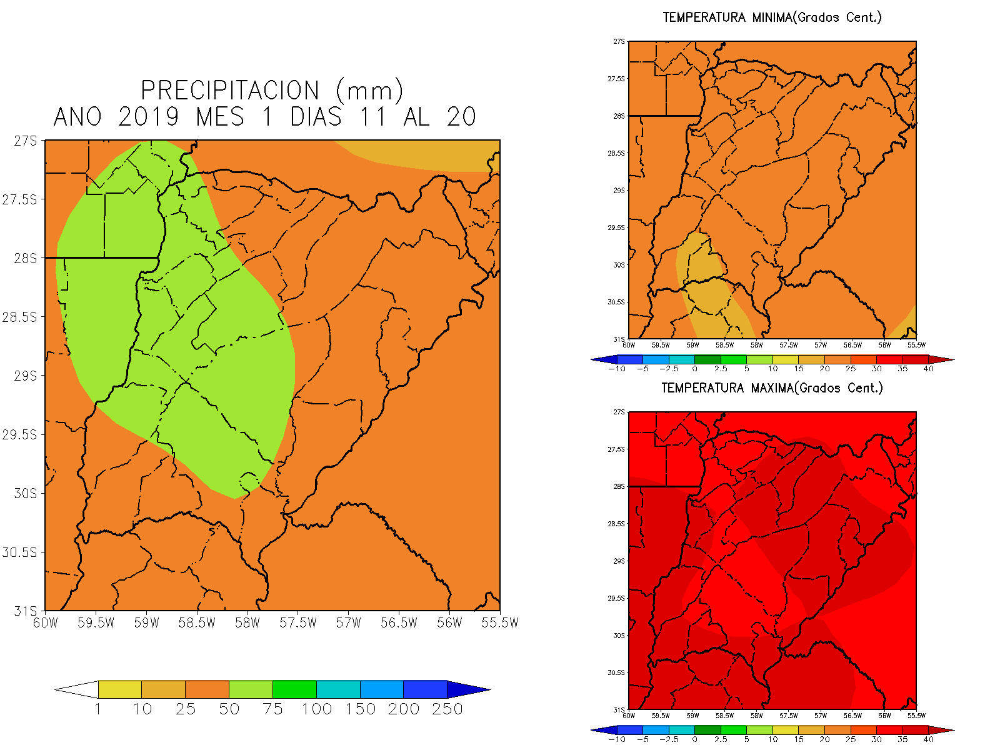 PRECIPITACION (mm)
ANO 2019 MES 1 DIAS 11 AL 20
27S
27.5S
28S
28.5S
29S
29.5S
30S
30.5S
31S
60W 59.5W 59W 58.5W 58W 57.5W 57W 56.5W 56W 55.5W
1 10 25 50 75 100 150 200 250
TEMPERATURA MINIMA(Grados Cent.)
27S
27.5S
28S
28.5S
29S
29.5S
30S
30.5S
31S
60W 59.5W 59W 58.5W 58W 57.5W 57W 56.5W 56W 55.5W
-10 -5 -2.5 0 2.5 5 10 15 20 25 30 35 40
TEMPERATURA MAXIMA(Grados Cent.)
27S
27.5S
28S
28.5S
29S
29.5S
30S
30.5S
31S
60W 59.5W 59W 58.5W 58W 57.5W 57W 56.5W 56W 55.5W
-10 -5 -2.5 0 2.5 5 10 15 20 25 30 35 40